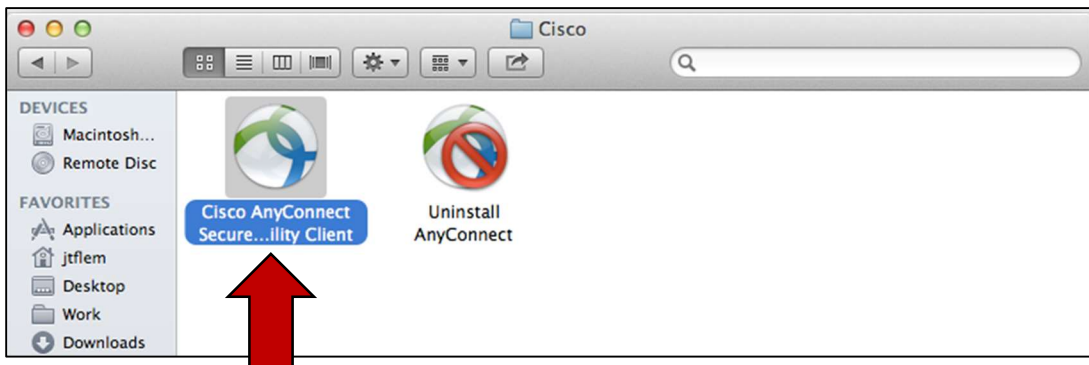 Cisco
DEVICES
Macintosh...
Remote Disc
FAVORITES
Applications
jtflem
Desktop
Work
Downloads
Cisco AnyConnect
Secure...ility Client
Uninstall
AnyConnect